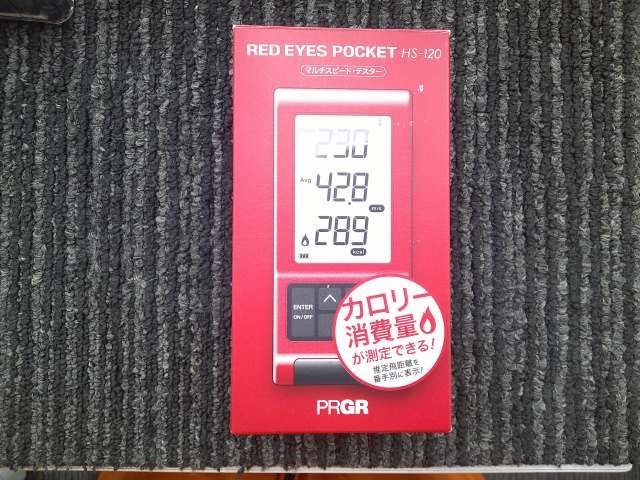 RED EYES POCKET HS-120
マルチスピード・テスター
230
Avg 42.8
m/s
289
kcal
ENTER
ON/OFF
カロリー
消費量
が測定できる!
推定飛距離を
番手別に表示!
PRGR